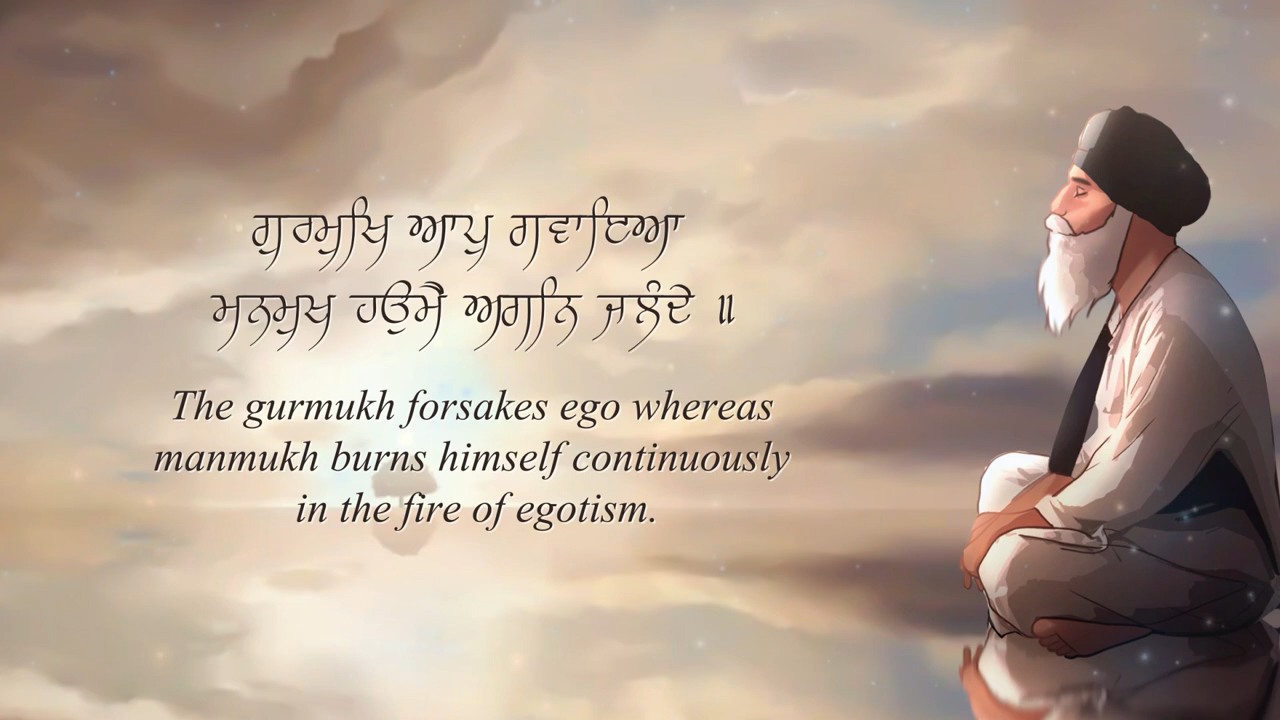 ਗੁਰਮੁਖਿ ਆਪੁ ਗਵਾਇਆ
ਮਨਮੁਖ ਹਉਮੈ ਅਗਨਿ ਜਲੰਦੇ ॥
The gurmukh forsakes ego whereas
manmukh burns himself continuously
in the fire of egotism.